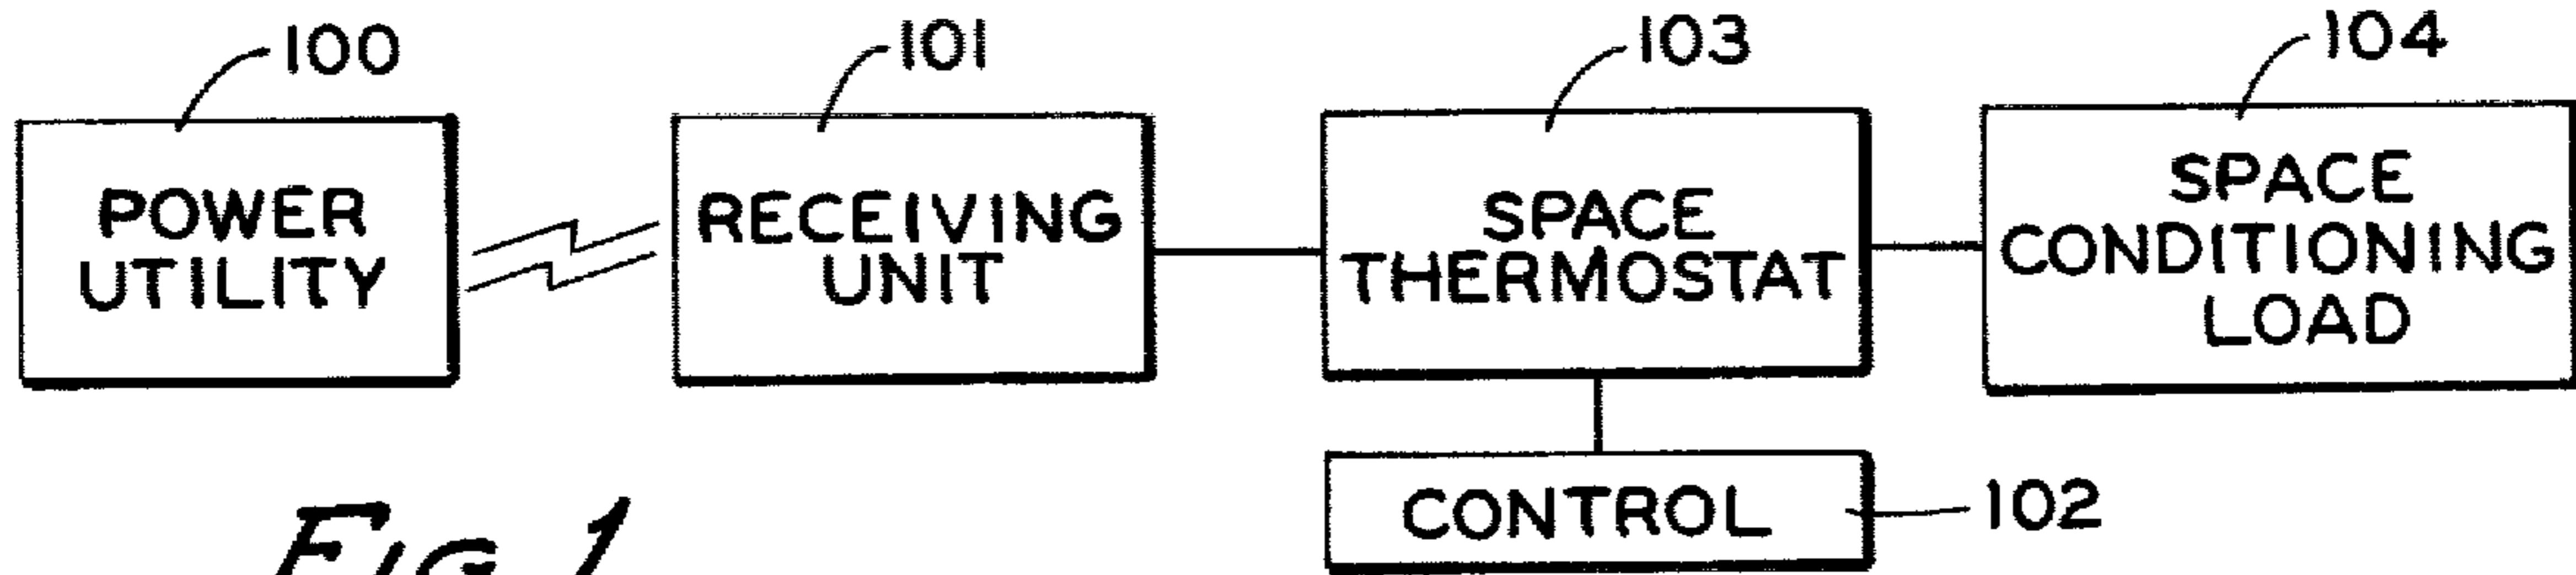 100
101
103
104
POWER
UTILITY
RECEIVING
UNIT
SPACE
THERMOSTAT
SPACE
CONDITIONING
LOAD
CONTROL
102
Fig. 1